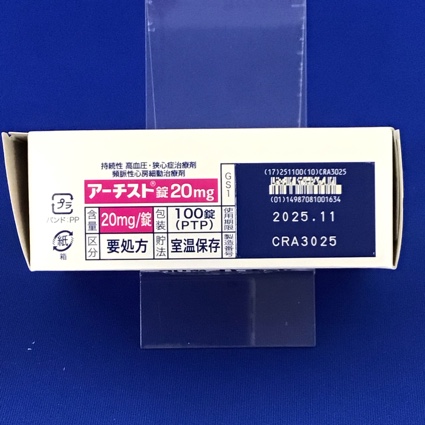 持続性 高血圧・狭心症治療剤
頻脈性心房細動治療剤
アーチスト®錠20mg
含量 20mg/錠 包装 100錠(PTP)
区分 要処方 貯法 室温保存
プラ
バンド:PP
紙
箱
GS1
(17)251100(10)CRA3025
(01)14987081001634
使用期限 2025.11
製造番号 CRA3025